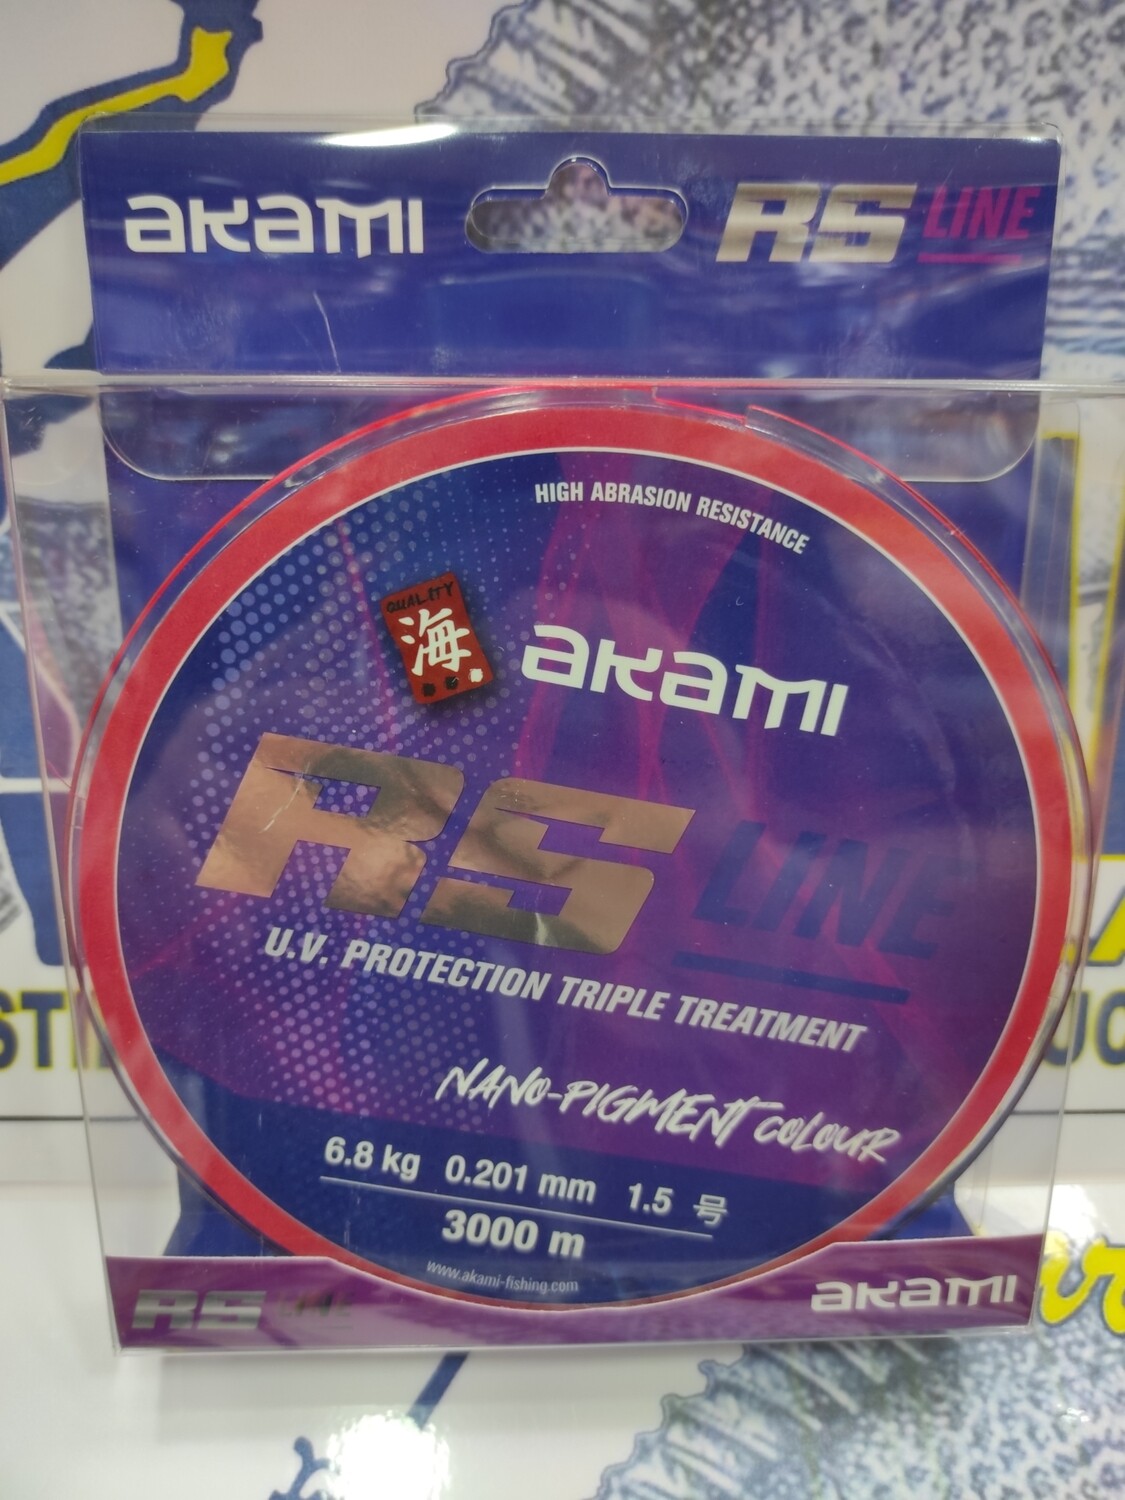 akami RS LINE
HIGH ABRASION RESISTANCE
QUALITY
海
akami
RS LINE
U.V. PROTECTION TRIPLE TREATMENT
NANO-PIGMENT COLOUR
6.8 kg 0.201 mm 1.5 号
3000 m
www.akami-fishing.com
RS LINE akami